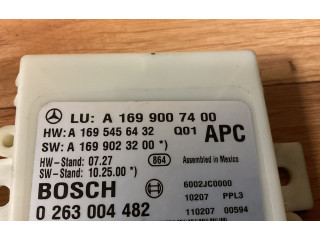 LU: A 169 900 74 00
HW: A 169 545 64 32 Q01 APC
SW: A 169 902 32 00 *)
HW-Stand: 07.27 864 Assembled in Mexico
SW-Stand: 10.25.00 *)
BOSCH 6002JC0000
10207 PPL3
0 263 004 482 110207 00594